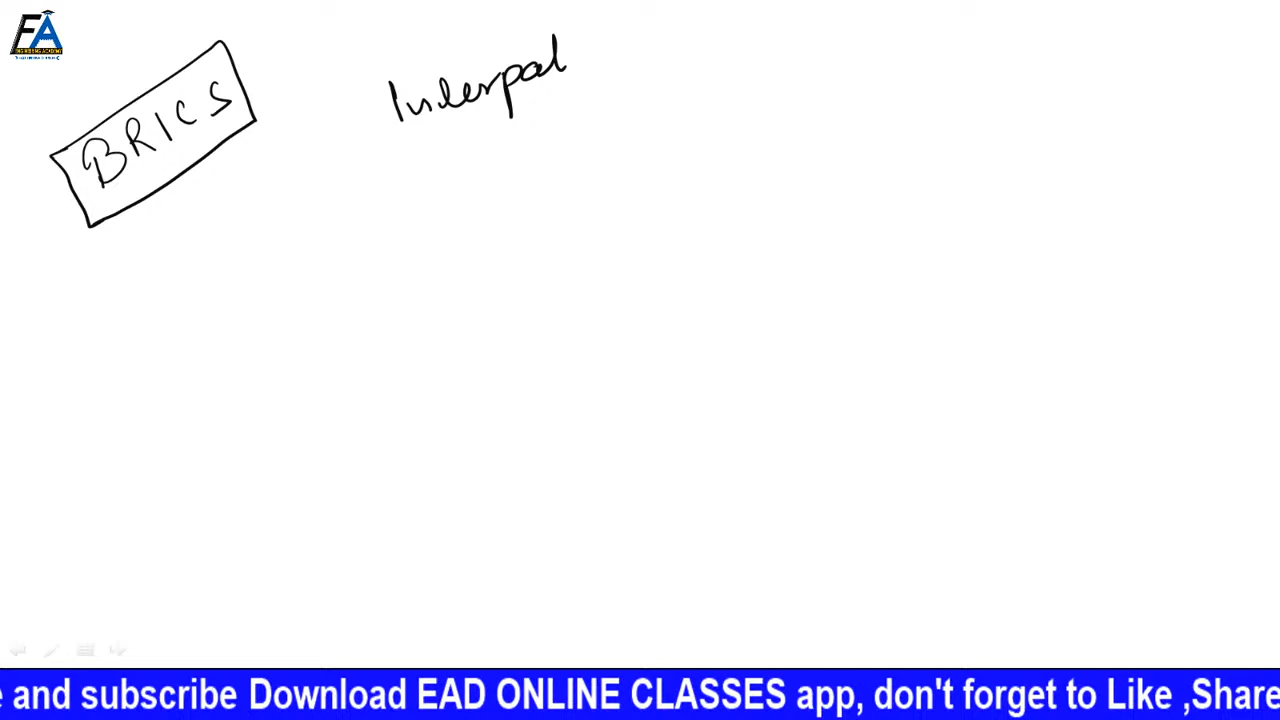 BRICS
Interpol
e and subscribe Download EAD ONLINE CLASSES app, don't forget to Like ,Share